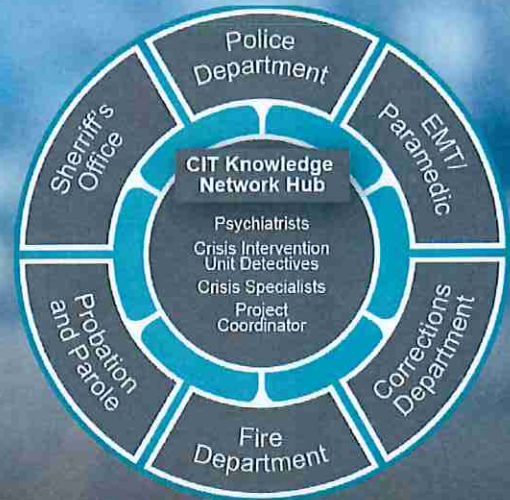 Police
Department
EMT/
Paramedic
Corrections
Department
Fire
Department
Probation
and Parole
Sherriff's
Office
CIT Knowledge
Network Hub
Psychiatrists
Crisis Intervention
Unit Detectives
Crisis Specialists
Project
Coordinator